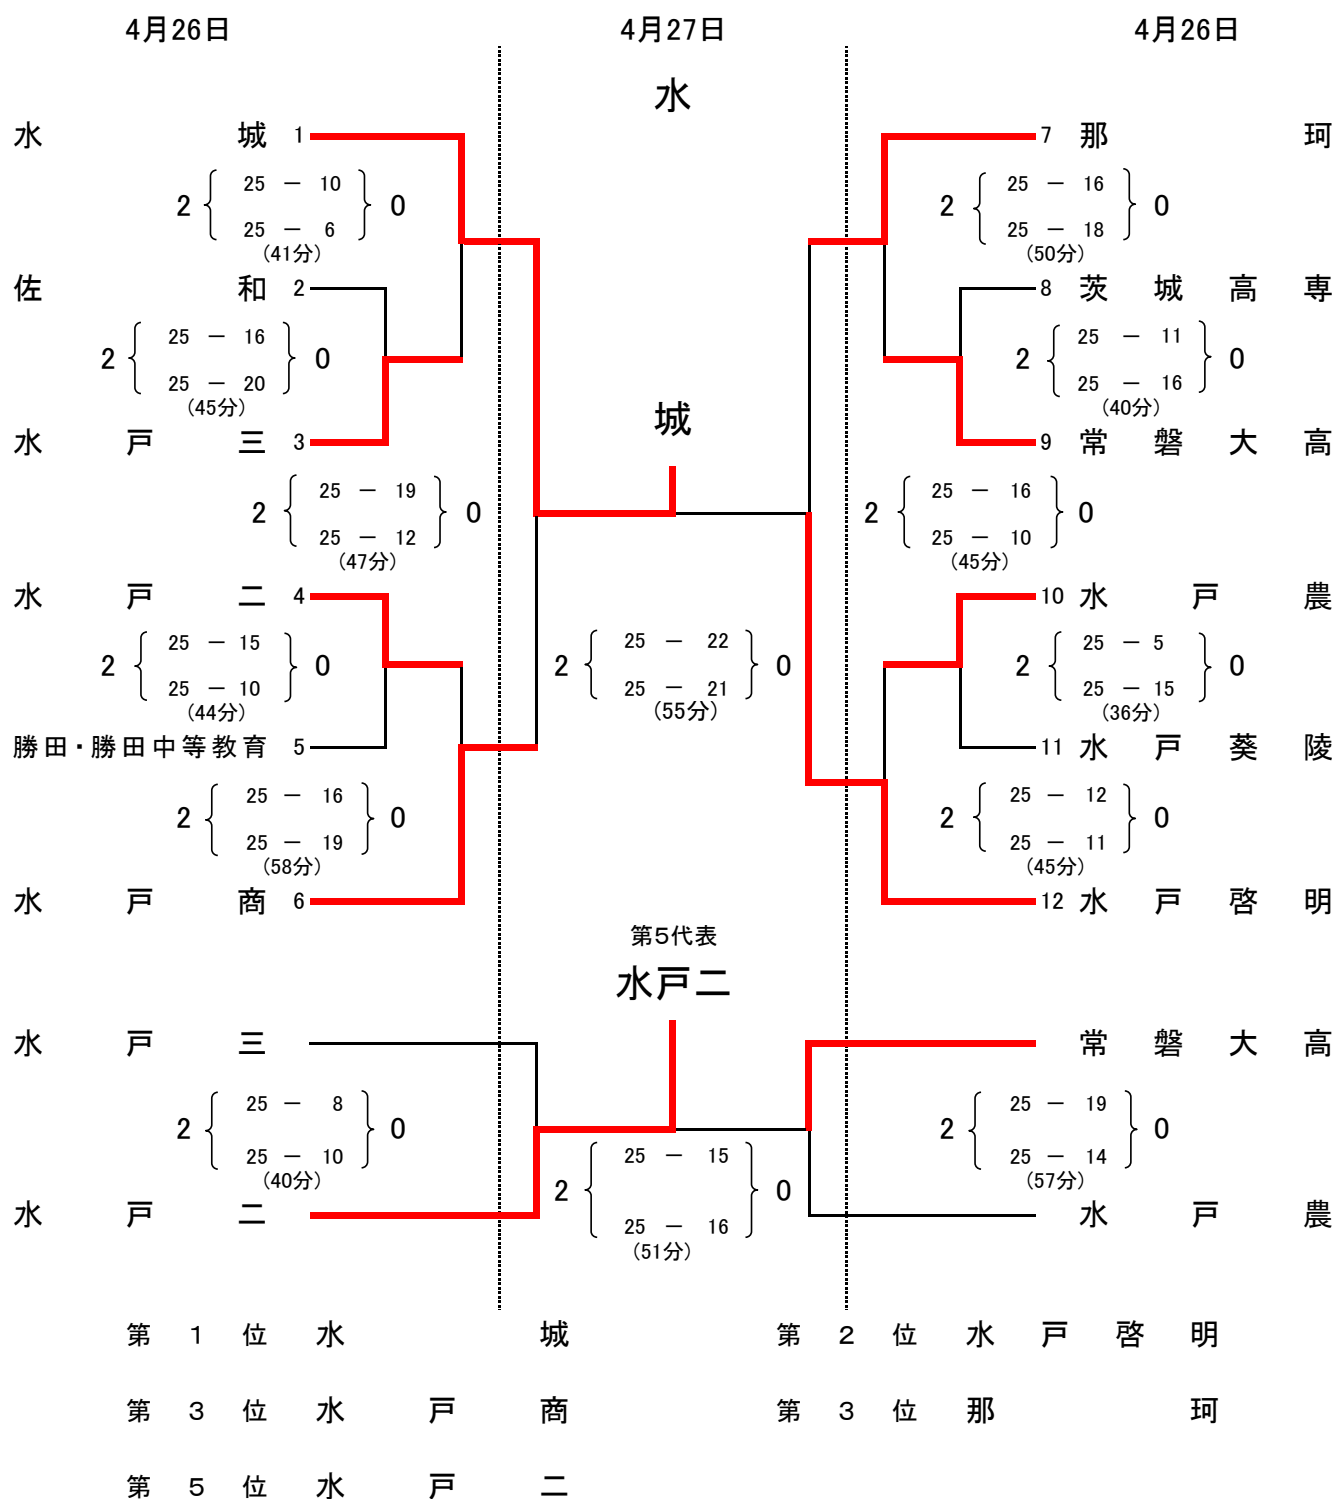 4月26日 4月27日 4月26日
水
水城 1 7 那珂
2 25 － 10 0 2 25 － 16 0
25 － 6 25 － 18
(41分) (50分)
佐和 2 8 茨城高専
2 25 － 16 0 2 25 － 11 0
25 － 20 25 － 16
(45分) (40分)
城
水戸三 3 9 常磐大高
2 25 － 19 0 2 25 － 16 0
25 － 12 25 － 10
(47分) (45分)
水戸二 4 10 水戸農
2 25 － 15 0 2 25 － 22 0 2 25 － 5 0
25 － 10 25 － 21 25 － 15
(44分) (55分) (36分)
勝田・勝田中等教育 5 11 水戸葵陵
2 25 － 16 0 2 25 － 12 0
25 － 19 25 － 11
(58分) (45分)
水戸商 6 12 水戸啓明
第5代表
水戸二
水戸三 常磐大高
2 25 － 8 0 2 25 － 19 0
25 － 10 25 － 14
(40分) (57分)
2 25 － 15 0
25 － 16
(51分)
水戸二 水戸農
第1位 水城 第2位 水戸啓明
第3位 水戸商 第3位 那珂
第5位 水戸二